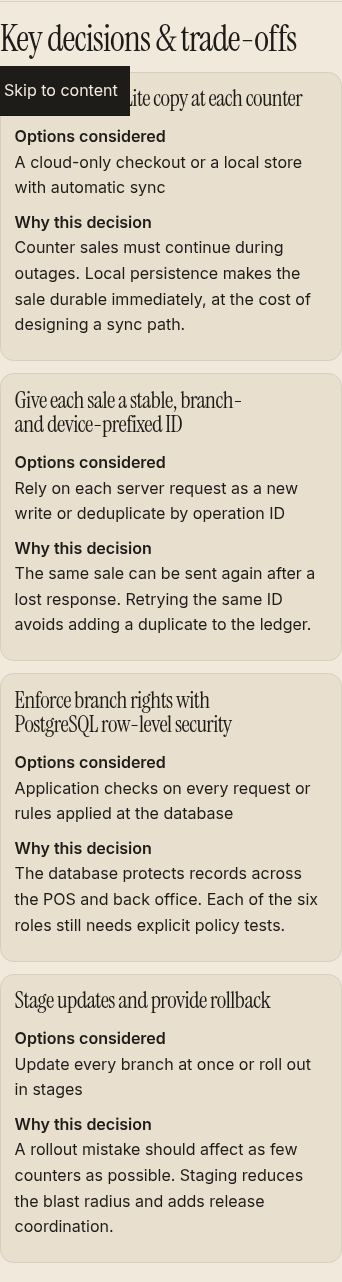 Key decisions & trade-offs
Skip to content
Lite copy at each counter
Options considered
A cloud-only checkout or a local store
with automatic sync
Why this decision
Counter sales must continue during
outages. Local persistence makes the
sale durable immediately, at the cost of
designing a sync path.
Give each sale a stable, branch-
and device-prefixed ID
Options considered
Rely on each server request as a new
write or deduplicate by operation ID
Why this decision
The same sale can be sent again after a
lost response. Retrying the same ID
avoids adding a duplicate to the ledger.
Enforce branch rights with
PostgreSQL row-level security
Options considered
Application checks on every request or
rules applied at the database
Why this decision
The database protects records across
the POS and back office. Each of the six
roles still needs explicit policy tests.
Stage updates and provide rollback
Options considered
Update every branch at once or roll out
in stages
Why this decision
A rollout mistake should affect as few
counters as possible. Staging reduces
the blast radius and adds release
coordination.